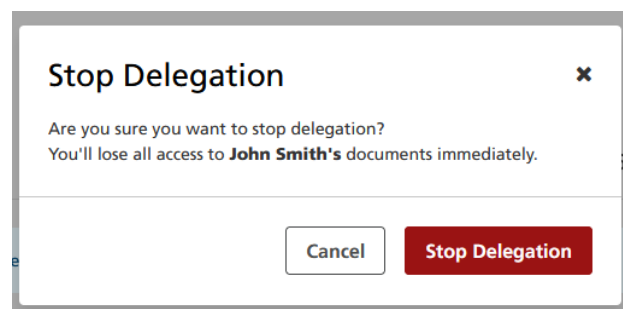 Stop Delegation
Are you sure you want to stop delegation?
You'll lose all access to John Smith's documents immediately.
Cancel
Stop Delegation